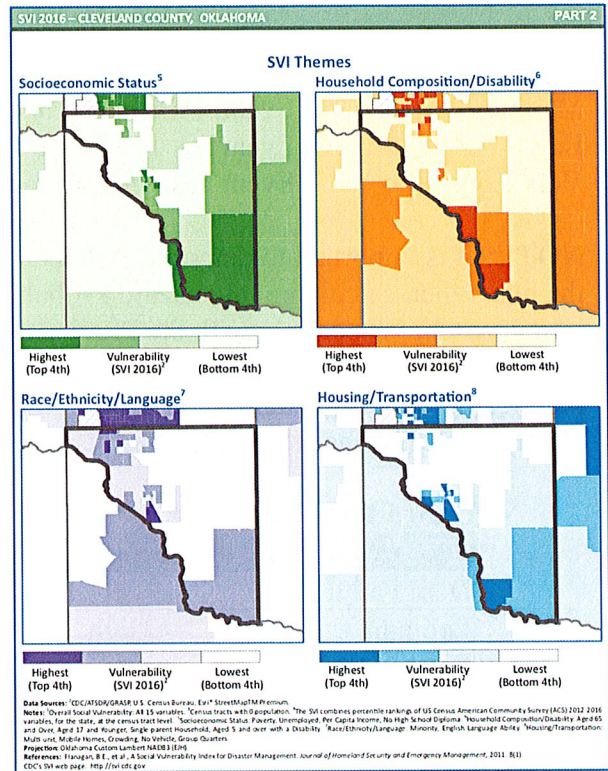 SVI 2016 – CLEVELAND COUNTY, OKLAHOMA PART 2
SVI Themes
Socioeconomic Status⁵
Household Composition/Disability⁶
Highest (Top 4th)
Vulnerability (SVI 2016)²
Lowest (Bottom 4th)
Highest (Top 4th)
Vulnerability (SVI 2016)²
Lowest (Bottom 4th)
Race/Ethnicity/Language⁷
Housing/Transportation⁸
Highest (Top 4th)
Vulnerability (SVI 2016)²
Lowest (Bottom 4th)
Highest (Top 4th)
Vulnerability (SVI 2016)²
Lowest (Bottom 4th)
Data Sources: ²CDC/ATSDR/GRASP, U.S. Census Bureau, Esri® StreetMapTM Premium.
Notes: ¹Overall Social Vulnerability: All 15 variables. ³Census tracts with 0 population. ⁴The SVI combines percentile rankings of US Census American Community Survey (ACS) 2012-2016
variables, for the state, at the census tract level. ⁵Socioeconomic Status: Poverty, Unemployed, Per Capita Income, No High School Diploma. ⁶Household Composition/Disability: Aged 65
and Over, Aged 17 and Younger, Single-parent Household, Aged 5 and over with a Disability. ⁷Race/Ethnicity/Language: Minority, English Language Ability. ⁸Housing/Transportation:
Multi-unit, Mobile Homes, Crowding, No Vehicle, Group Quarters.
Projection: Oklahoma Custom Lambert NAD83
References: Flanagan, B.E., et al., A Social Vulnerability Index for Disaster Management. Journal of Homeland Security and Emergency Management, 2011. 8(1).
CDC's SVI web page: http://svi.cdc.gov